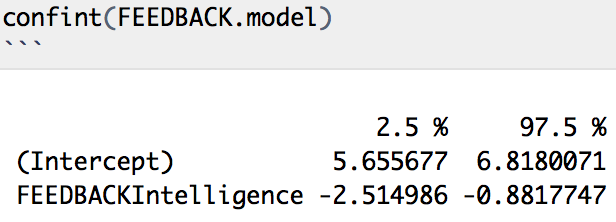 confint(FEEDBACK.model)
```
2.5 % 97.5 %
(Intercept) 5.655677 6.8180071
FEEDBACKIntelligence -2.514986 -0.8817747